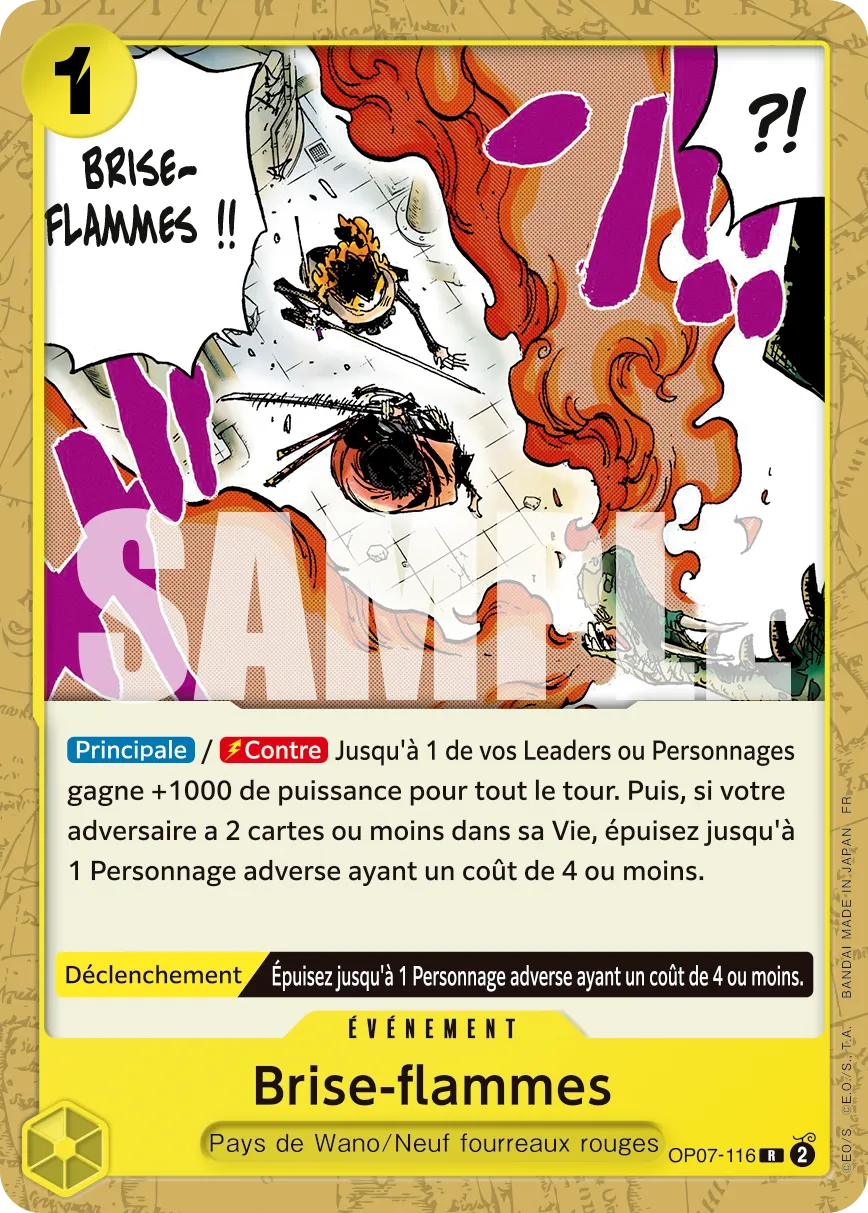 1
BRISE-
FLAMMES !!
?!
SAMPLE
Principale / Contre Jusqu'à 1 de vos Leaders ou Personnages
gagne +1000 de puissance pour tout le tour. Puis, si votre
adversaire a 2 cartes ou moins dans sa Vie, épuisez jusqu'à
1 Personnage adverse ayant un coût de 4 ou moins.
Déclenchement Épuisez jusqu'à 1 Personnage adverse ayant un coût de 4 ou moins.
ÉVÉNEMENT
Brise-flammes
Pays de Wano/Neuf fourreaux rouges
OP07-116 R 2
©EO/S. ©E.O./S., T.A. BANDAI MADE IN JAPAN FR